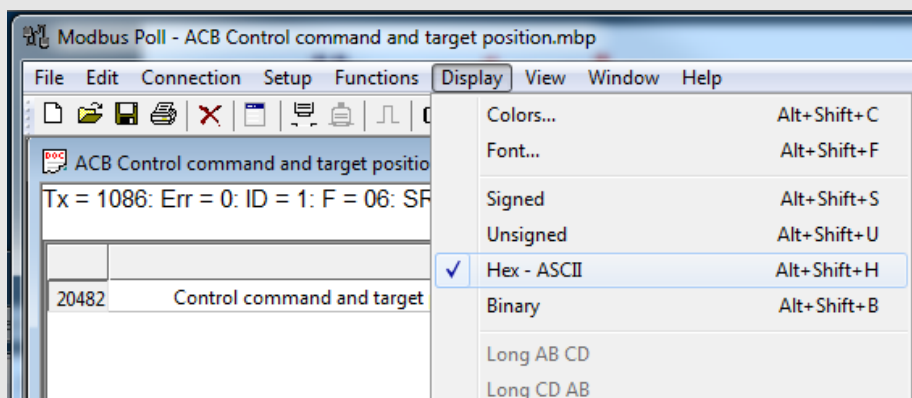 Modbus Poll - ACB Control command and target position.mbp
File Edit Connection Setup Functions Display View Window Help
Colors... Alt+Shift+C
Font... Alt+Shift+F
ACB Control command and target positio
Tx = 1086: Err = 0: ID = 1: F = 06: SR
Signed Alt+Shift+S
Unsigned Alt+Shift+U
Hex - ASCII Alt+Shift+H
20482 Control command and target
Binary Alt+Shift+B
Long AB CD
Long CD AB